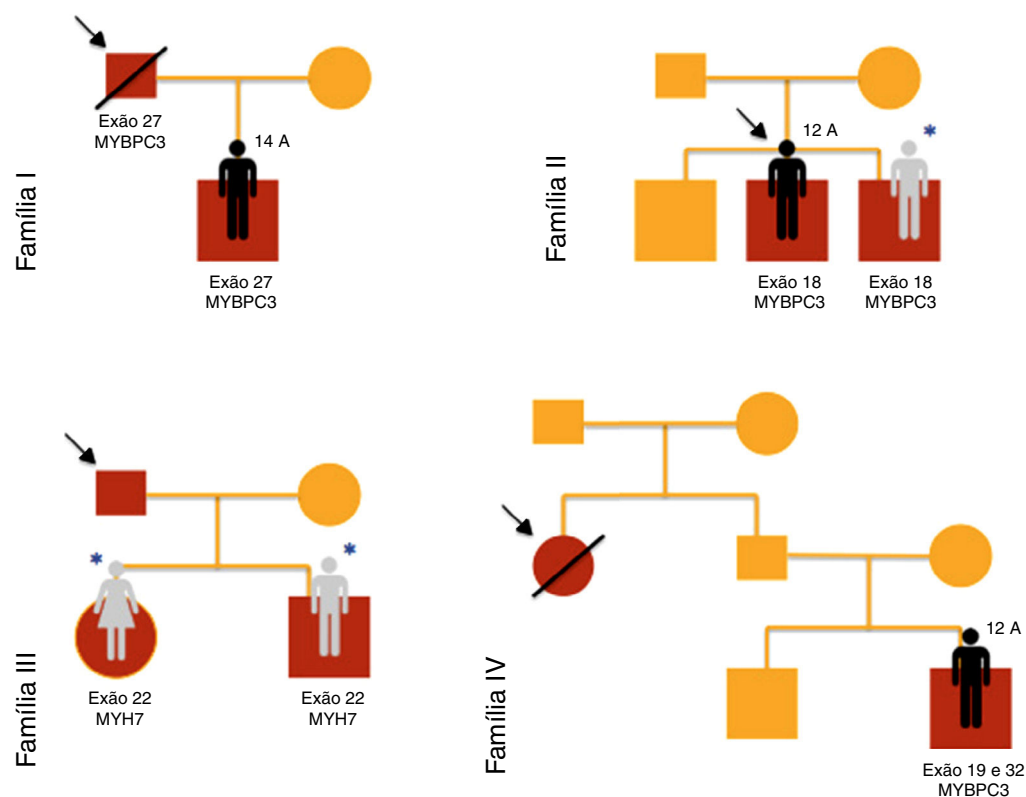 Família I
Exão 27
MYBPC3
14 A
Exão 27
MYBPC3
Família II
12 A
*
Exão 18
MYBPC3
Exão 18
MYBPC3
Família III
*
*
Exão 22
MYH7
Exão 22
MYH7
Família IV
12 A
Exão 19 e 32
MYBPC3